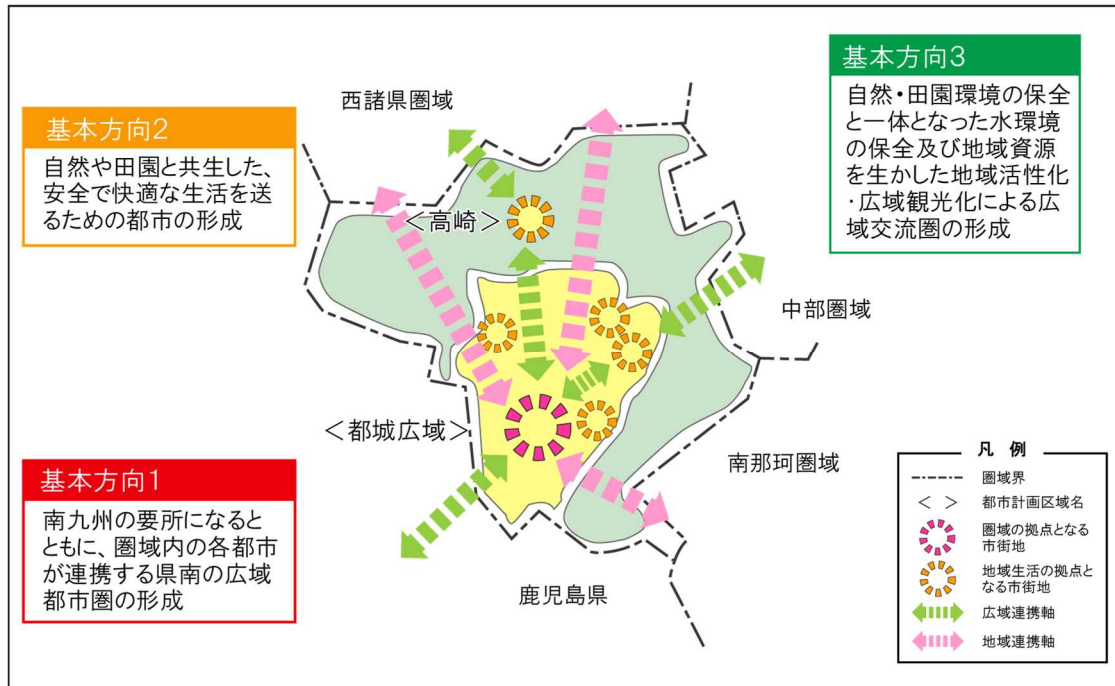 基本方向2
自然や田園と共生した、
安全で快適な生活を送
るための都市の形成
基本方向3
自然・田園環境の保全
と一体となった水環境
の保全及び地域資源
を生かした地域活性化
・広域観光化による広
域交流圏の形成
西諸県圏域
<高崎>
中部圏域
<都城広域>
南那珂圏域
鹿児島県
基本方向1
南九州の要所になると
ともに、圏域内の各都市
が連携する県南の広域
都市圏の形成
凡 例
圏域界
< > 都市計画区域名
圏域の拠点となる
市街地
地域生活の拠点と
なる市街地
広域連携軸
地域連携軸